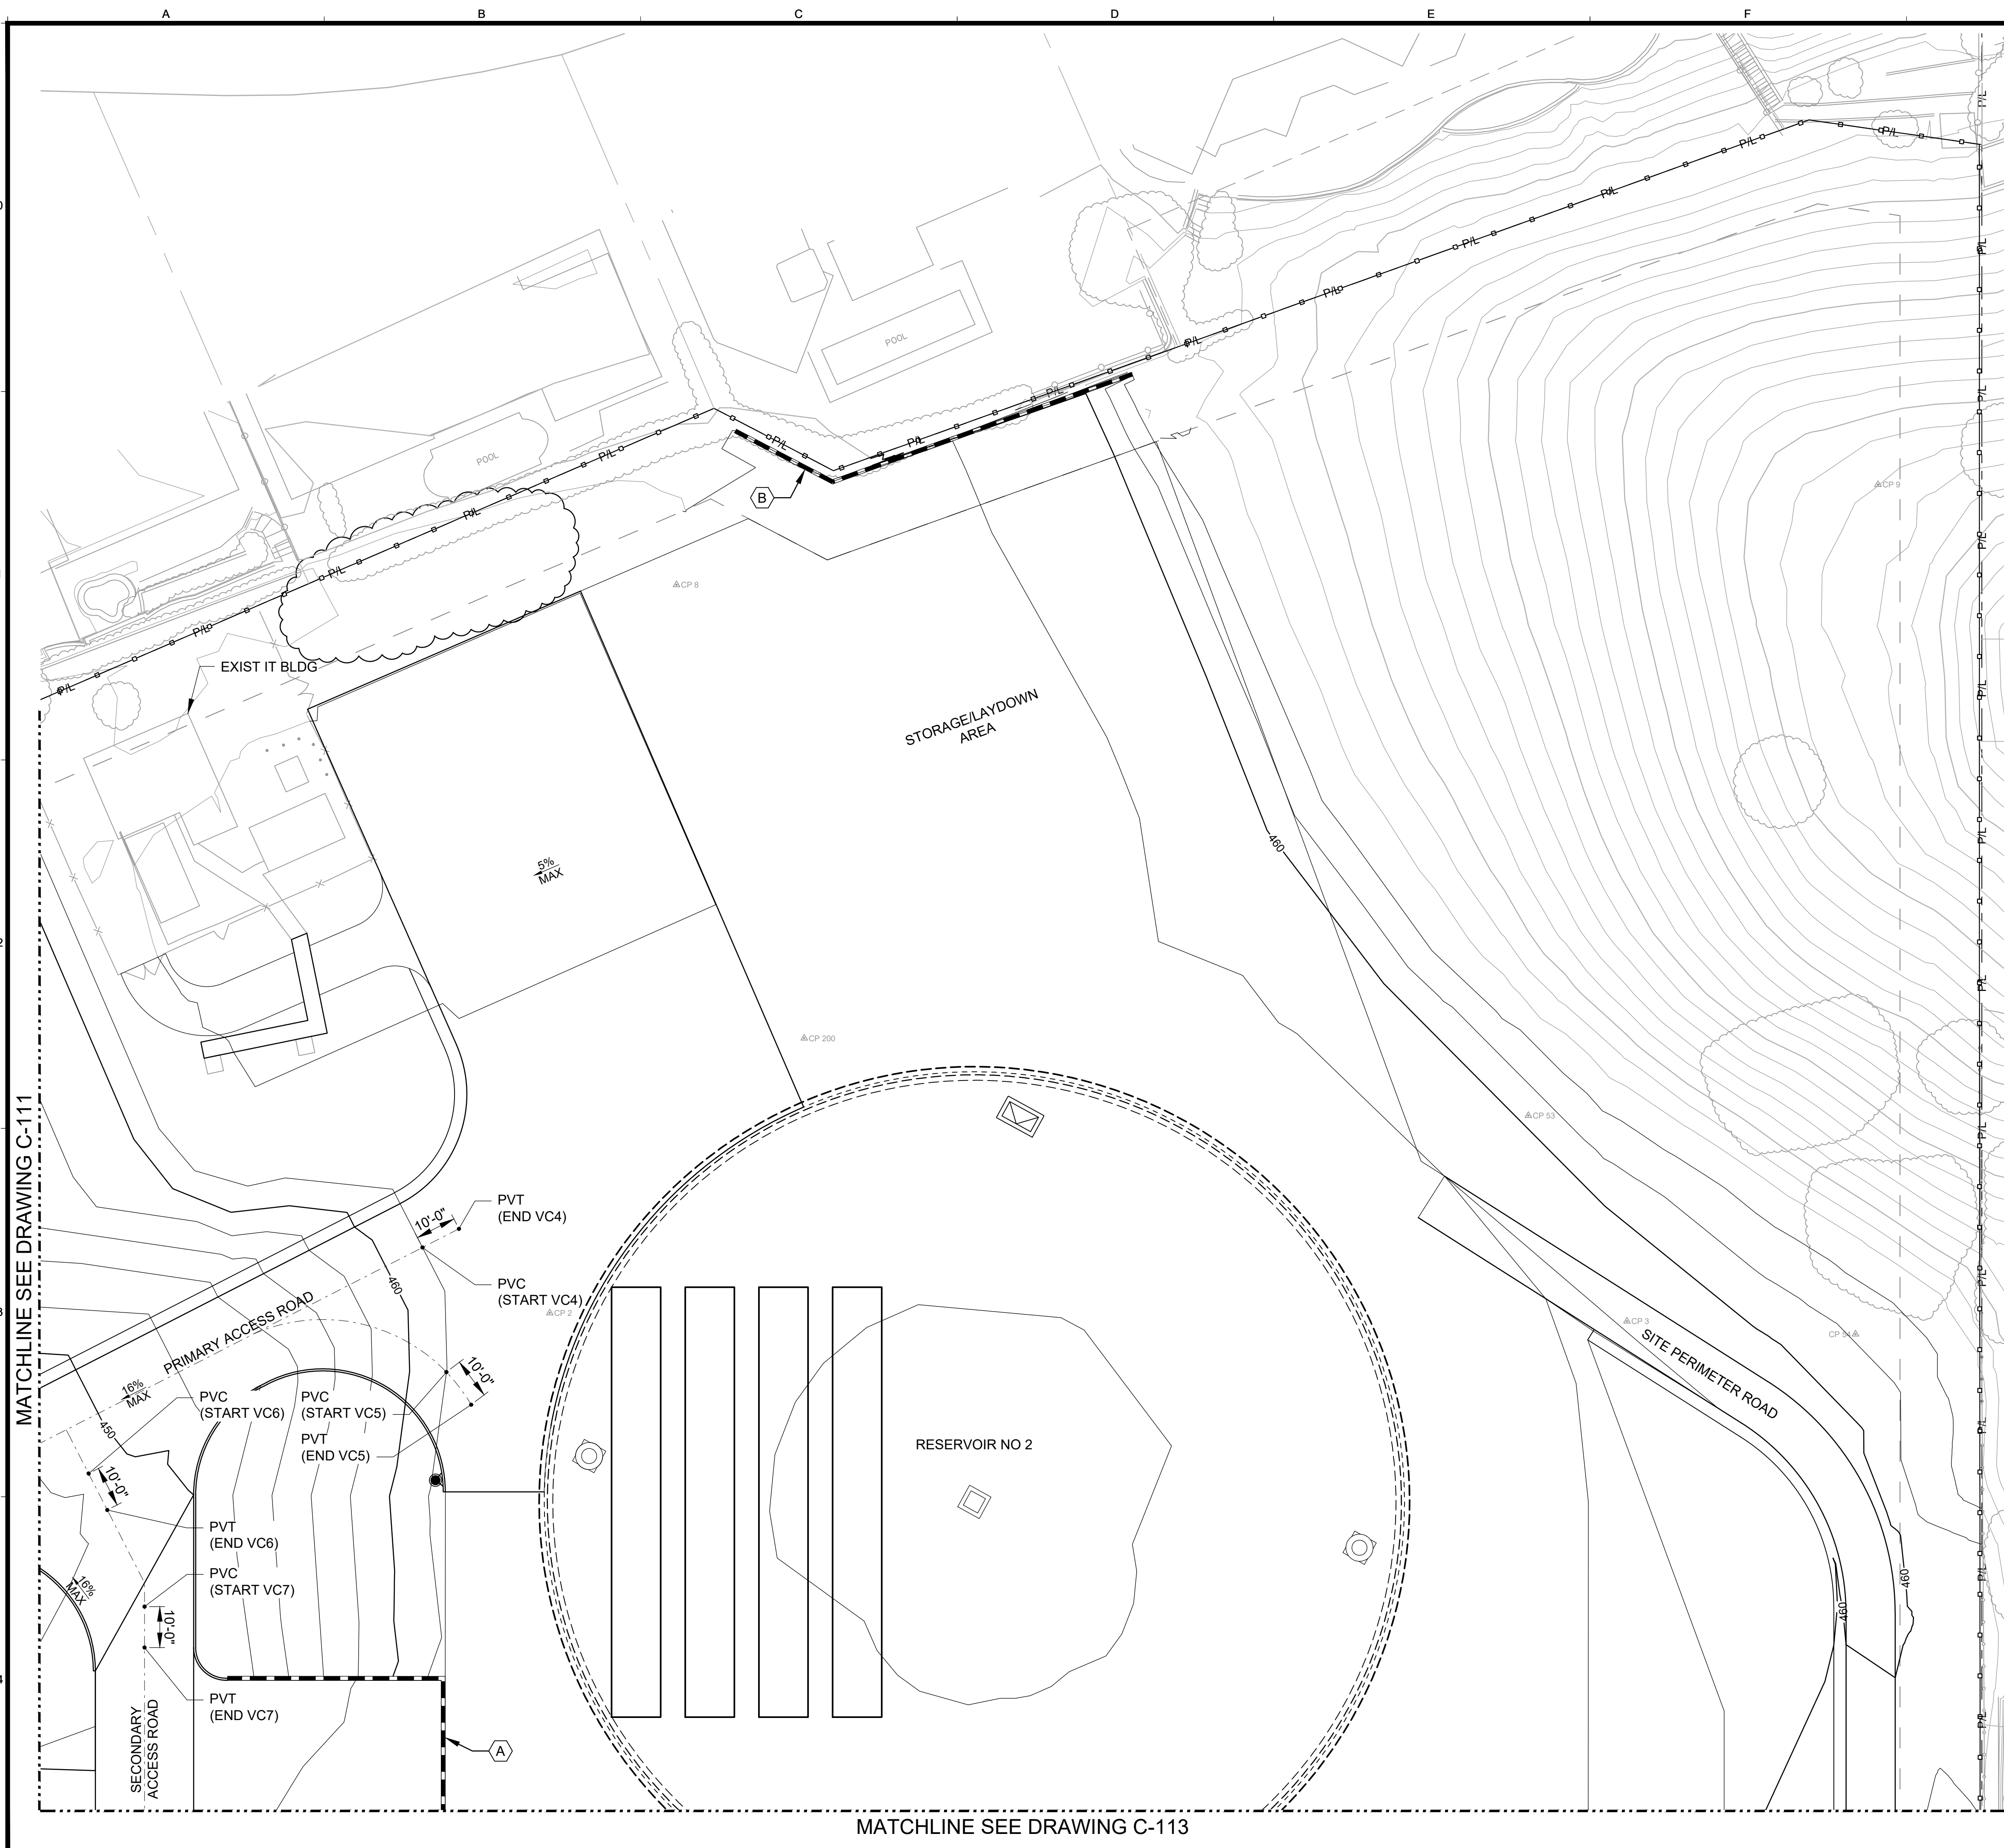 A
B
C
D
E
F
P/L
P/L
P/L
P/L
P/L
P/L
P/L
P/L
POOL
P/L
P/L
P/L
P/L
P/L
POOL
P/L
B
CP 9
P/L
P/L
P/L
CP 8
P/L
EXIST IT BLDG
P/L
P/L
STORAGE/LAYDOWN
AREA
460
P/L
5%
MAX
P/L
CP 200
CP 53
P/L
MATCHLINE SEE DRAWING C-111
PVT
(END VC4)
10'-0"
PVC
(START VC4)
460
P/L
CP 2
PRIMARY ACCESS ROAD
CP 3
CP 54
SITE PERIMETER ROAD
16%
MAX
10'-0"
PVC
(START VC6)
PVC
(START VC5)
450
P/L
PVT
(END VC5)
RESERVOIR NO 2
10'-0"
PVT
(END VC6)
PVC
(START VC7)
16%
MAX
10'-0"
P/L
460
460
PVT
(END VC7)
P/L
SECONDARY
ACCESS ROAD
A
MATCHLINE SEE DRAWING C-113